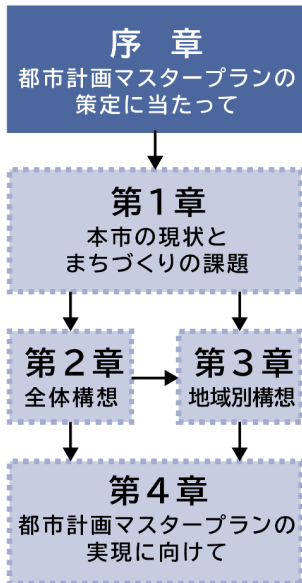 序 章
都市計画マスタープランの
策定に当たって
第1章
本市の現状と
まちづくりの課題
第2章
全体構想
第3章
地域別構想
第4章
都市計画マスタープランの
実現に向けて